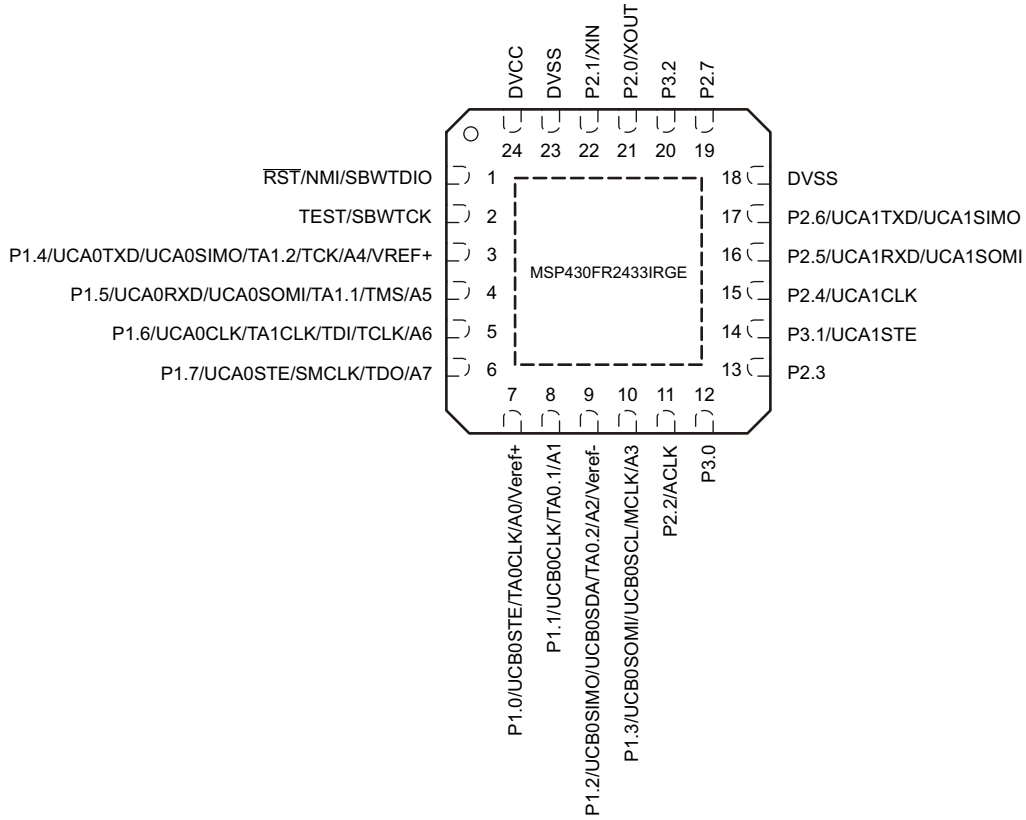 DVCC
DVSS
P2.1/XIN
P2.0/XOUT
P3.2
P2.7
24
23
22
21
20
19
RST/NMI/SBWTDIO
1
TEST/SBWTCK
2
P1.4/UCA0TXD/UCA0SIMO/TA1.2/TCK/A4/VREF+
3
P1.5/UCA0RXD/UCA0SOMI/TA1.1/TMS/A5
4
P1.6/UCA0CLK/TA1CLK/TDI/TCLK/A6
5
P1.7/UCA0STE/SMCLK/TDO/A7
6
MSP430FR2433IRGE
18
DVSS
17
P2.6/UCA1TXD/UCA1SIMO
16
P2.5/UCA1RXD/UCA1SOMI
15
P2.4/UCA1CLK
14
P3.1/UCA1STE
13
P2.3
7
8
9
10
11
12
P1.0/UCB0STE/TA0CLK/A0/Veref+
P1.1/UCB0CLK/TA0.1/A1
P1.2/UCB0SIMO/UCB0SDA/TA0.2/A2/Veref-
P1.3/UCB0SOMI/UCB0SCL/MCLK/A3
P2.2/ACLK
P3.0